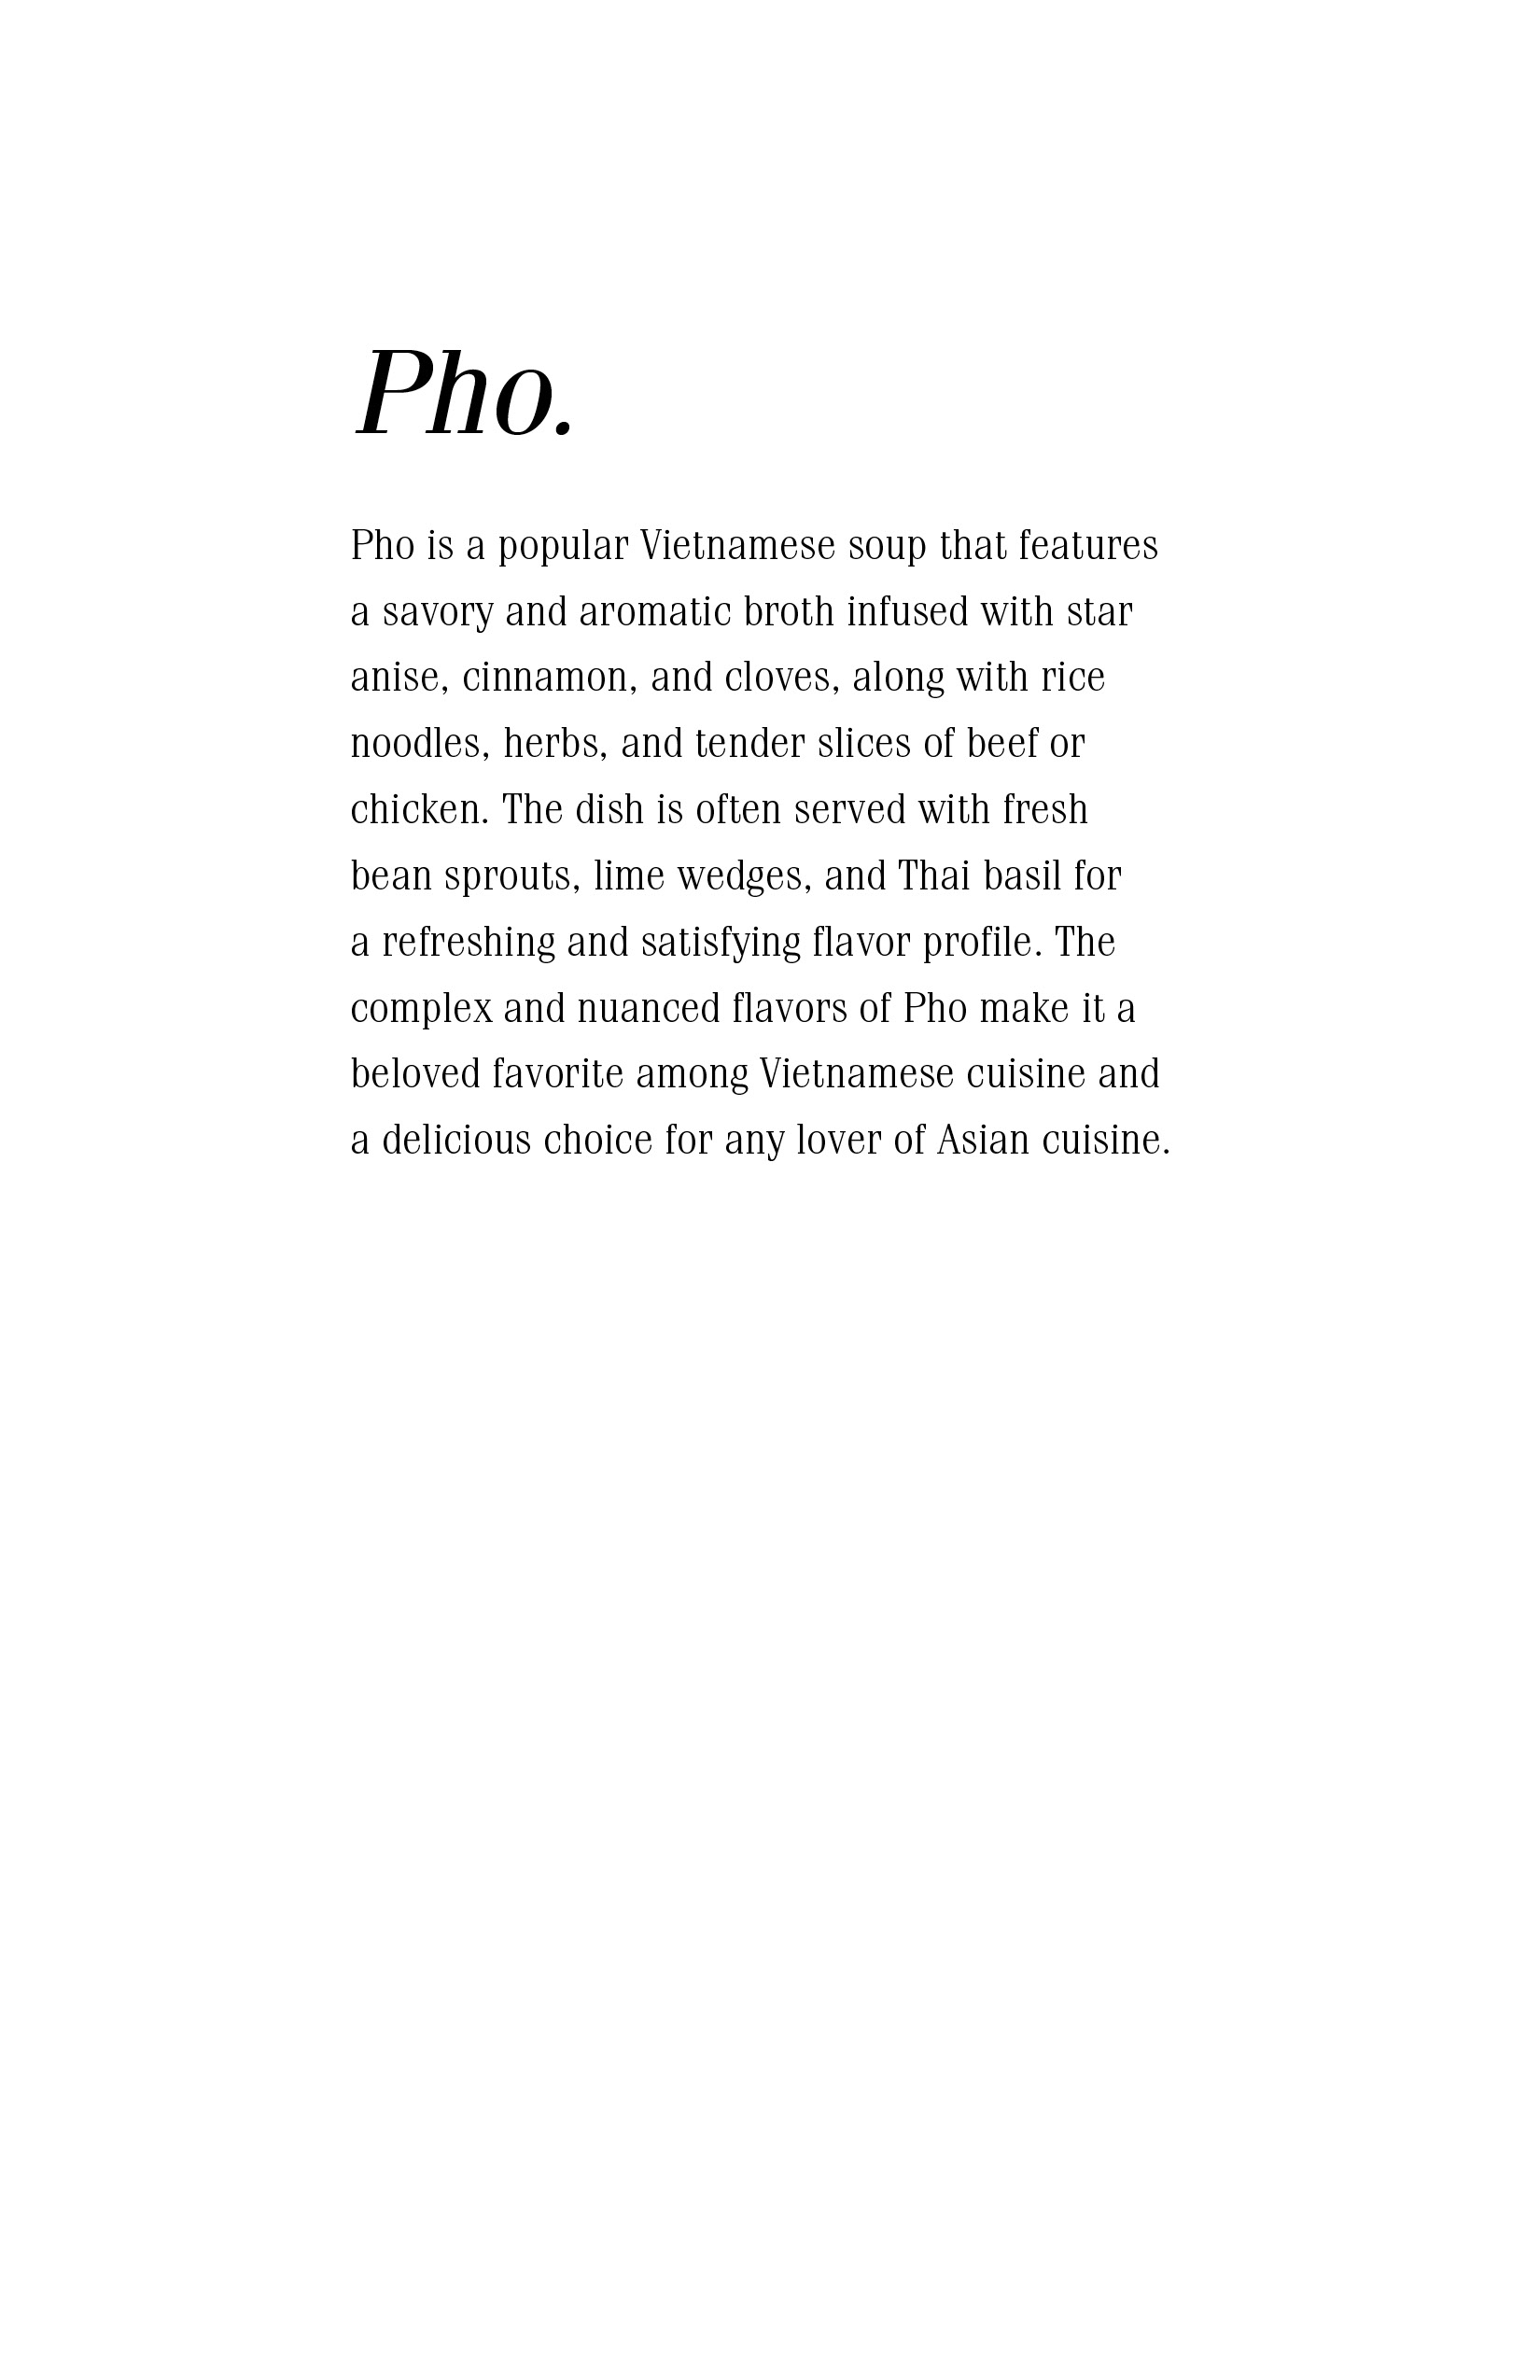 Pho.
Pho is a popular Vietnamese soup that features
a savory and aromatic broth infused with star
anise, cinnamon, and cloves, along with rice
noodles, herbs, and tender slices of beef or
chicken. The dish is often served with fresh
bean sprouts, lime wedges, and Thai basil for
a refreshing and satisfying flavor profile. The
complex and nuanced flavors of Pho make it a
beloved favorite among Vietnamese cuisine and
a delicious choice for any lover of Asian cuisine.